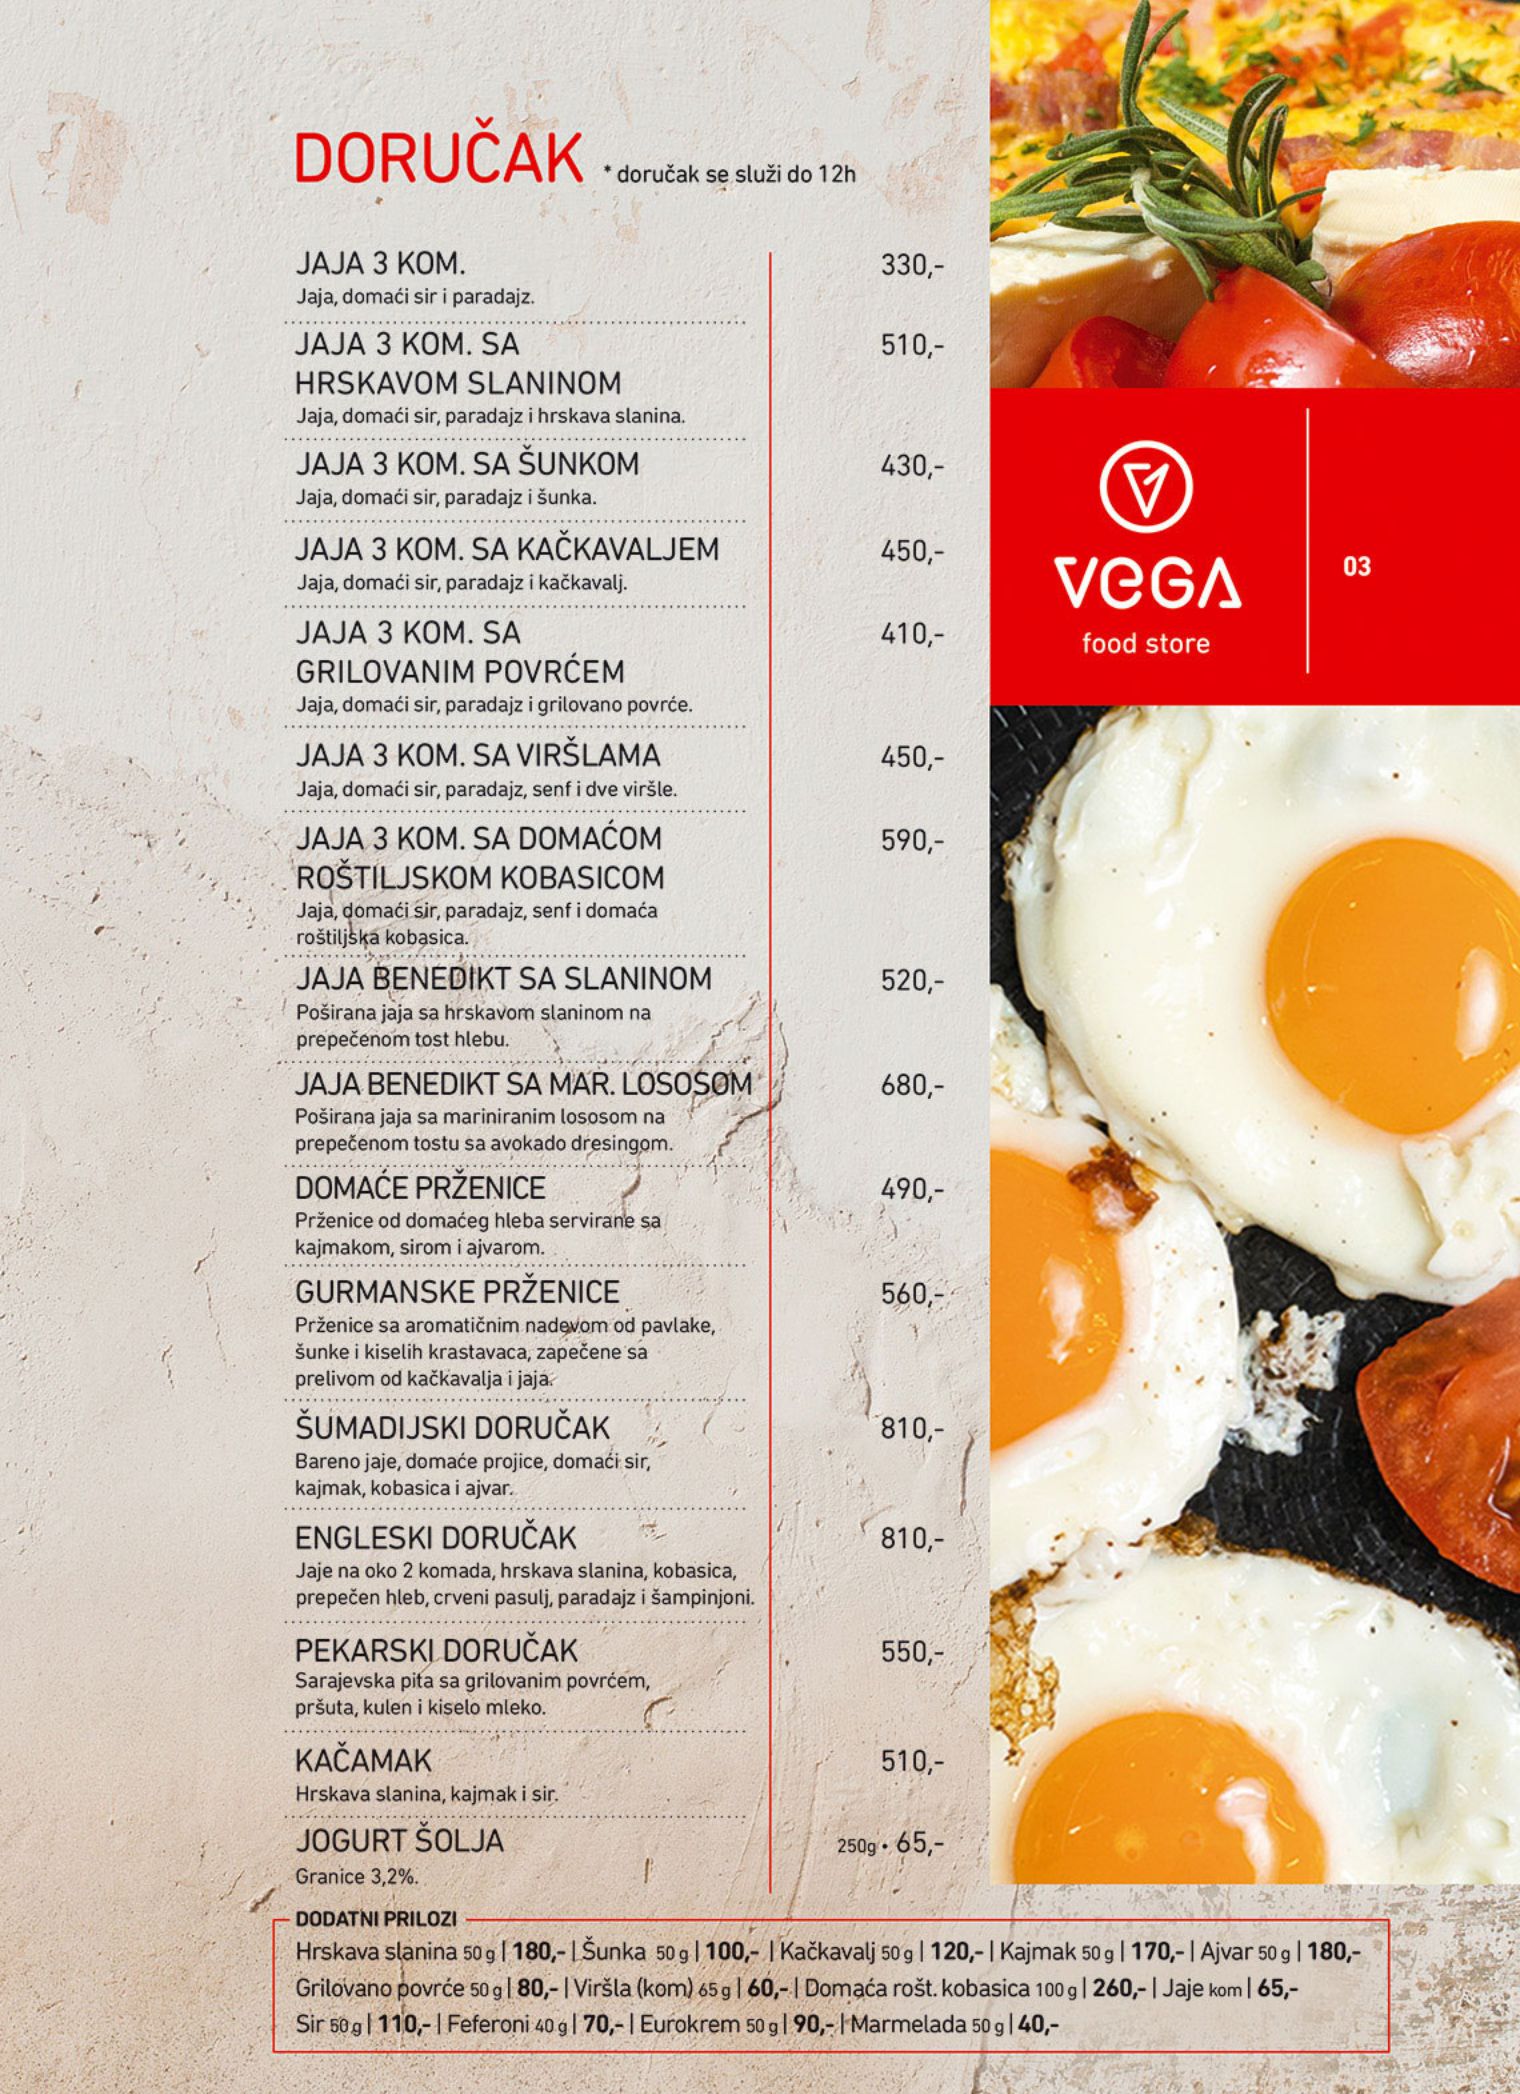 DORUČAK * doručak se služi do 12h
JAJA 3 KOM. 330,-
Jaja, domaći sir i paradajz.
JAJA 3 KOM. SA 510,-
HRSKAVOM SLANINOM
Jaja, domaći sir, paradajz i hrskava slanina.
JAJA 3 KOM. SA ŠUNKOM 430,-
Jaja, domaći sir, paradajz i šunka.
JAJA 3 KOM. SA KAČKAVALJEM 450,-
Jaja, domaći sir, paradajz i kačkavalj.
JAJA 3 KOM. SA 410,-
GRILOVANIM POVRĆEM
Jaja, domaći sir, paradajz i grilovano povrće.
JAJA 3 KOM. SA VIRŠLAMA 450,-
Jaja, domaći sir, paradajz, senf i dve viršle.
JAJA 3 KOM. SA DOMAĆOM 590,-
ROŠTILJSKOM KOBASICOM
Jaja, domaći sir, paradajz, senf i domaća
roštiljska kobasica.
JAJA BENEDIKT SA SLANINOM 520,-
Poširana jaja sa hrskavom slaninom na
prepečenom tost hlebu.
JAJA BENEDIKT SA MAR. LOSOSOM 680,-
Poširana jaja sa mariniranim lososom na
prepečenom tostu sa avokado dresingom.
DOMAĆE PRŽENICE 490,-
Prženice od domaćeg hleba servirane sa
kajmakom, sirom i ajvarom.
GURMANSKE PRŽENICE 560,-
Prženice sa aromatičnim nadevom od pavlake,
šunke i kiselih krastavaca, zapečene sa
prelivom od kačkavalja i jaja.
ŠUMADIJSKI DORUČAK 810,-
Bareno jaje, domaće projice, domaći sir,
kajmak, kobasica i ajvar.
ENGLESKI DORUČAK 810,-
Jaje na oko 2 komada, hrskava slanina, kobasica,
prepečen hleb, crveni pasulj, paradajz i šampinjoni.
PEKARSKI DORUČAK 550,-
Sarajevska pita sa grilovanim povrćem,
pršuta, kulen i kiselo mleko.
KAČAMAK 510,-
Hrskava slanina, kajmak i sir.
JOGURT ŠOLJA 250g • 65,-
Granice 3,2%.
DODATNI PRILOZI
Hrskava slanina 50 g | 180,- | Šunka 50 g | 100,- | Kačkavalj 50 g | 120,- | Kajmak 50 g | 170,- | Ajvar 50 g | 180,-
Grilovano povrće 50 g | 80,- | Viršla (kom) 65 g | 60,- | Domaća rošt. kobasica 100 g | 260,- | Jaje kom | 65,-
Sir 50 g | 110,- | Feferoni 40 g | 70,- | Eurokrem 50 g | 90,- | Marmelada 50 g | 40,-
VEGA
food store
03